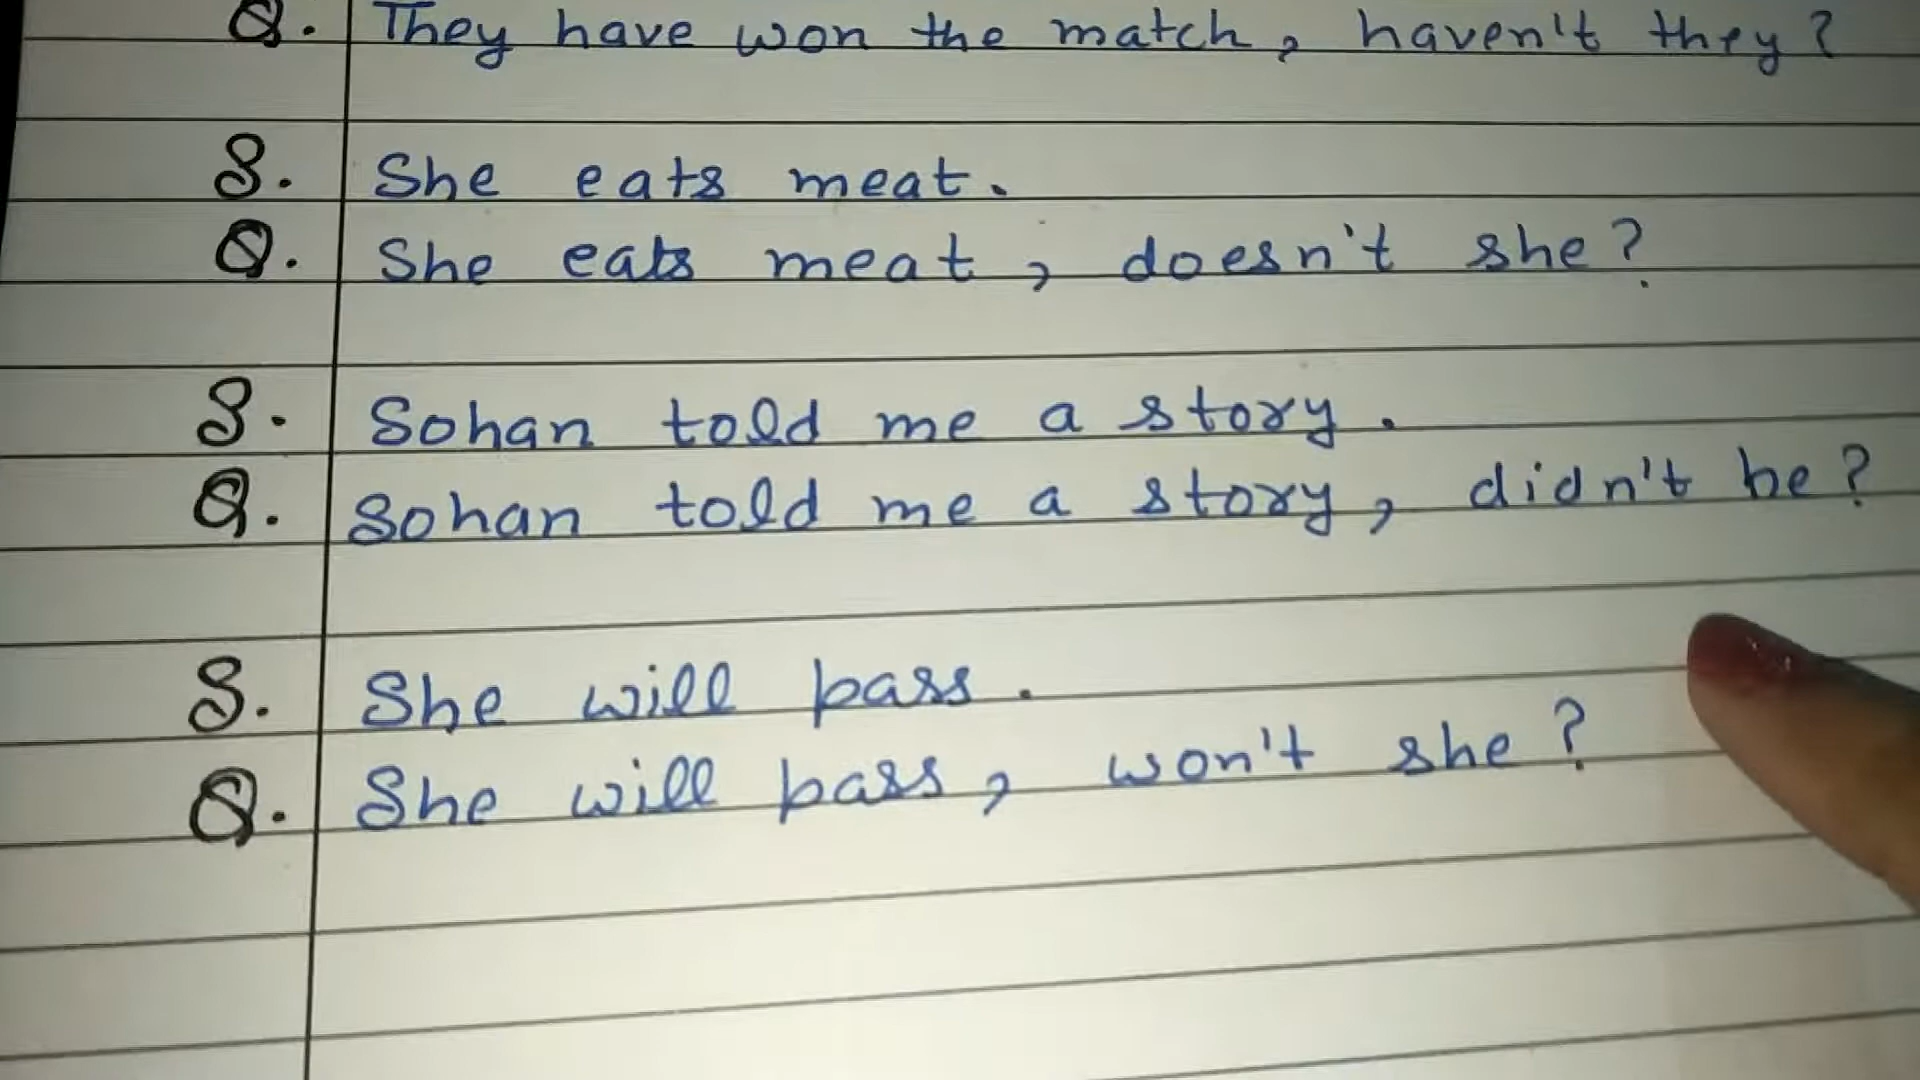 Q. They have won the match, haven't they?
S. She eats meat.
Q. She eats meat, doesn't she?
S. Sohan told me a story.
Q. Sohan told me a story, didn't he?
S. She will pass.
Q. She will pass, won't she?